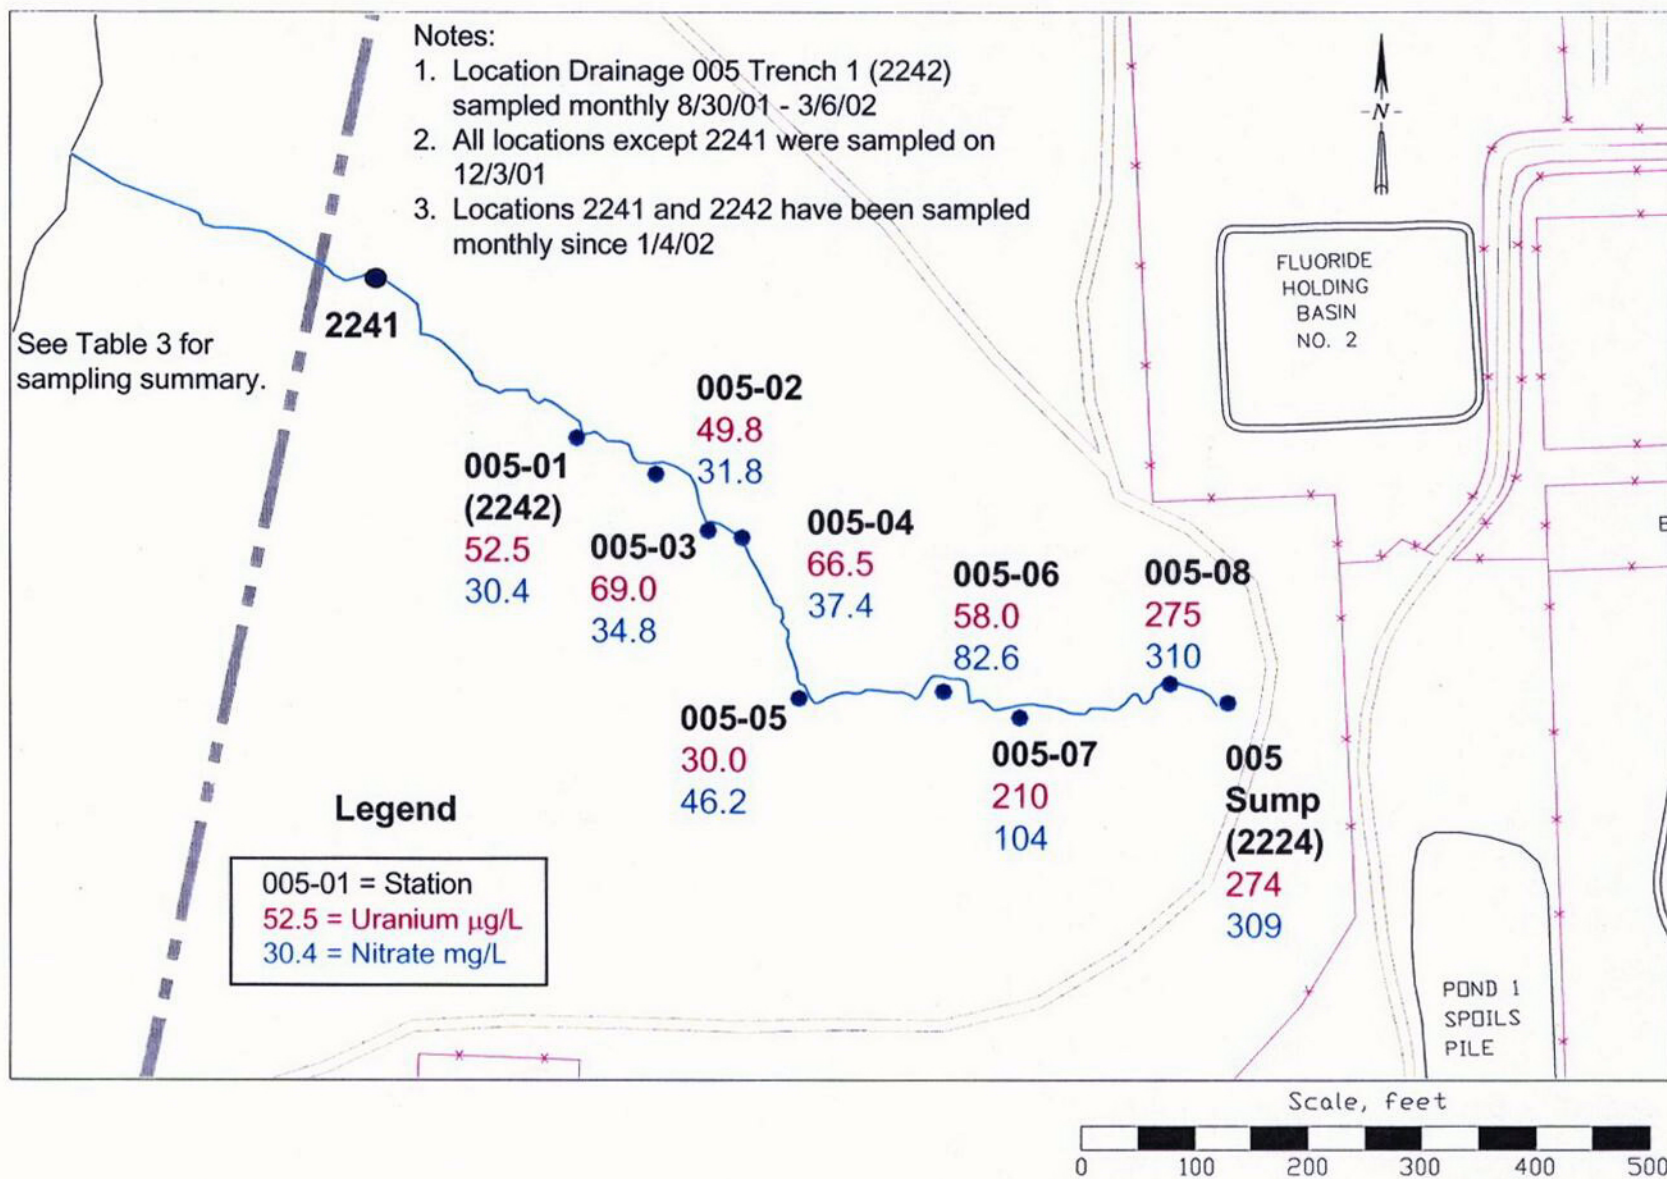 Notes:
1. Location Drainage 005 Trench 1 (2242)
sampled monthly 8/30/01 - 3/6/02
2. All locations except 2241 were sampled on
12/3/01
3. Locations 2241 and 2242 have been sampled
monthly since 1/4/02
-N-
FLUORIDE
HOLDING
BASIN
NO. 2
2241
See Table 3 for
sampling summary.
005-02
49.8
31.8
005-01
(2242)
52.5
30.4
005-03
69.0
34.8
005-04
66.5
37.4
005-06
58.0
82.6
005-08
275
310
005-05
30.0
46.2
005-07
210
104
005
Sump
(2224)
274
309
Legend
005-01 = Station
52.5 = Uranium µg/L
30.4 = Nitrate mg/L
POND 1
SPOILS
PILE
Scale, feet
0 100 200 300 400 500